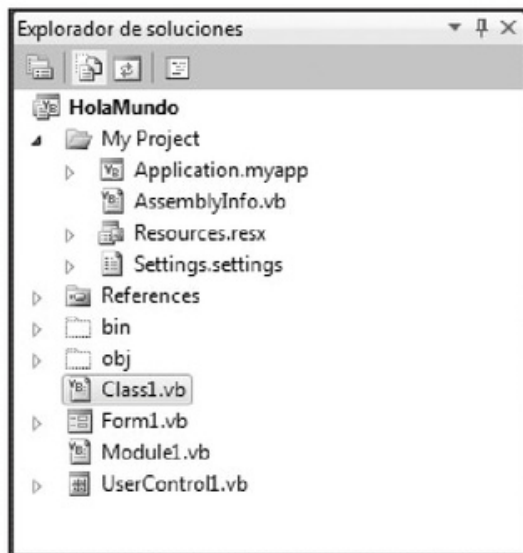 Explorador de soluciones
HolaMundo
My Project
Application.myapp
AssemblyInfo.vb
Resources.resx
Settings.settings
References
bin
obj
Class1.vb
Form1.vb
Module1.vb
UserControl1.vb